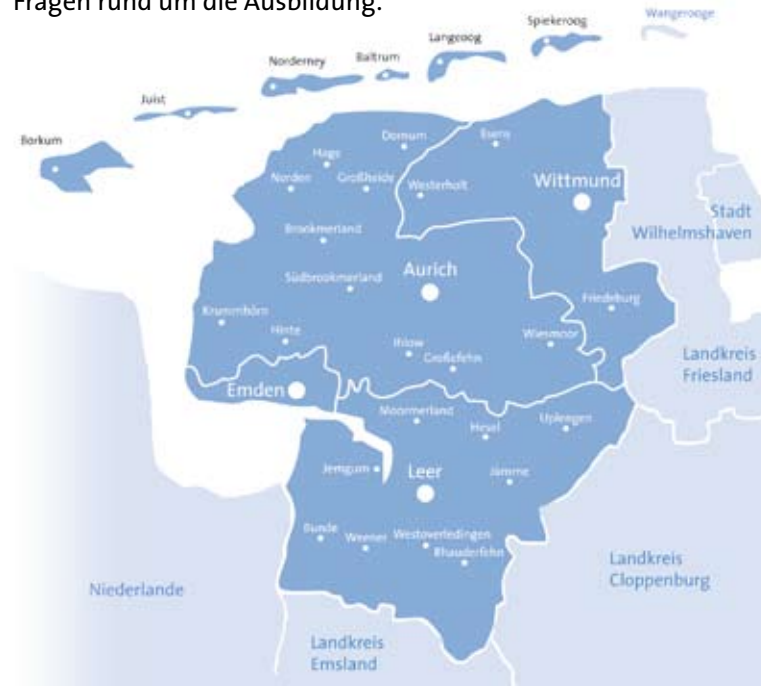 Fragen rund um die Ausbildung.
Wangerooge
Spiekeroog
Langeoog
Baltrum
Norderney
Juist
Borkum
Dornum
Esens
Hage
Norden
Großheide
Westerholt
Wittmund
Stadt
Wilhelmshaven
Brookmerland
Aurich
Südbrookmerland
Friedeburg
Krummhörn
Hinte
Wiesmoor
Ihlow
Großefehn
Landkreis
Friesland
Emden
Moormerland
Uplengen
Hesel
Jemgum
Leer
Jümme
Bunde
Weener
Westoverledingen
Rhauderfehn
Landkreis
Cloppenburg
Niederlande
Landkreis
Emsland